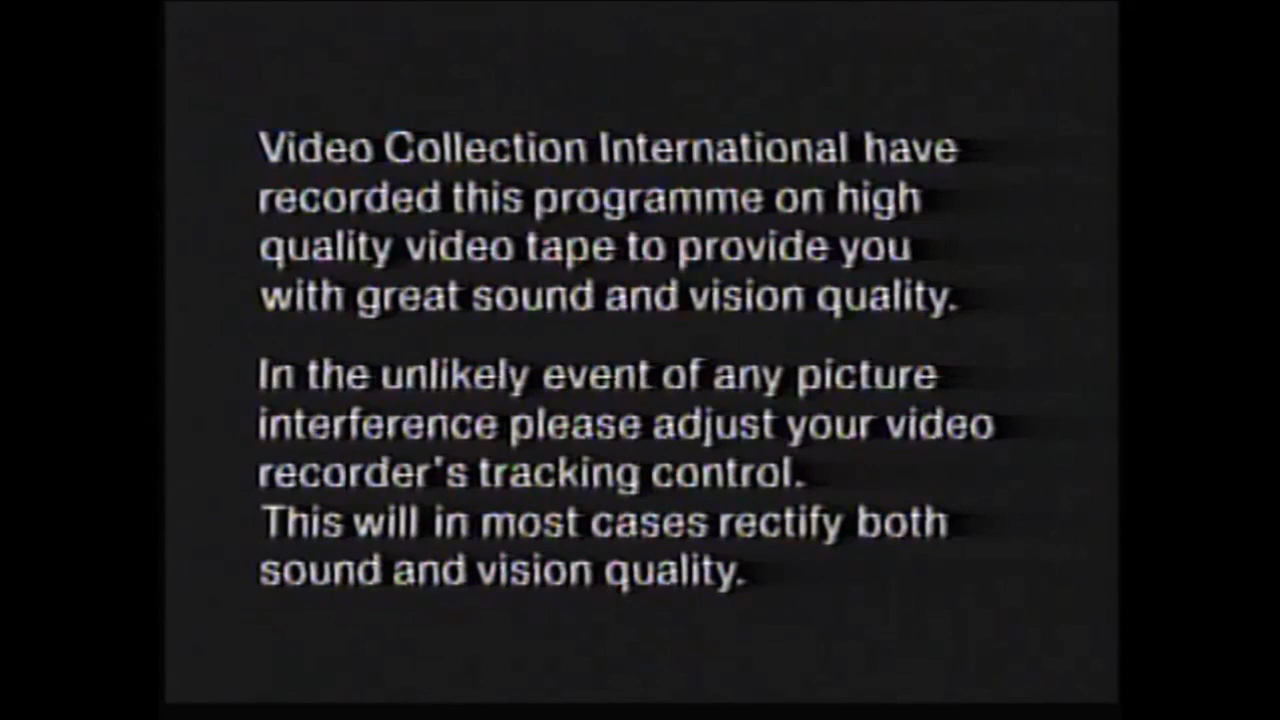 Video Collection International have
recorded this programme on high
quality video tape to provide you
with great sound and vision quality.
In the unlikely event of any picture
interference please adjust your video
recorder's tracking control.
This will in most cases rectify both
sound and vision quality.